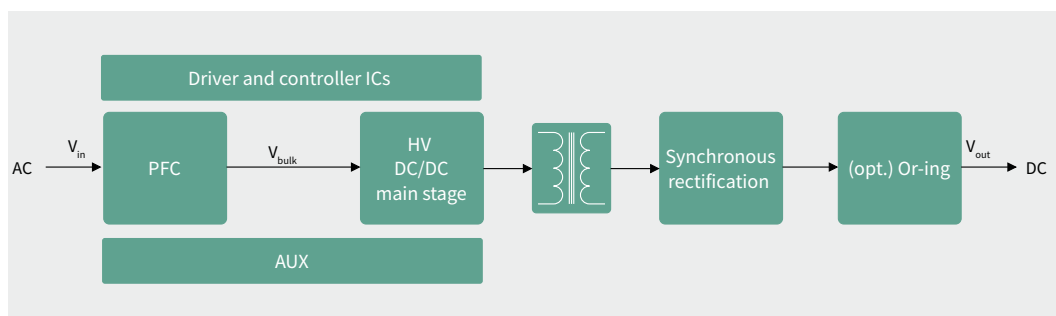 Driver and controller ICs
AC
Vin
PFC
Vbulk
HV
DC/DC
main stage
Synchronous
rectification
(opt.) Or-ing
Vout
DC
AUX